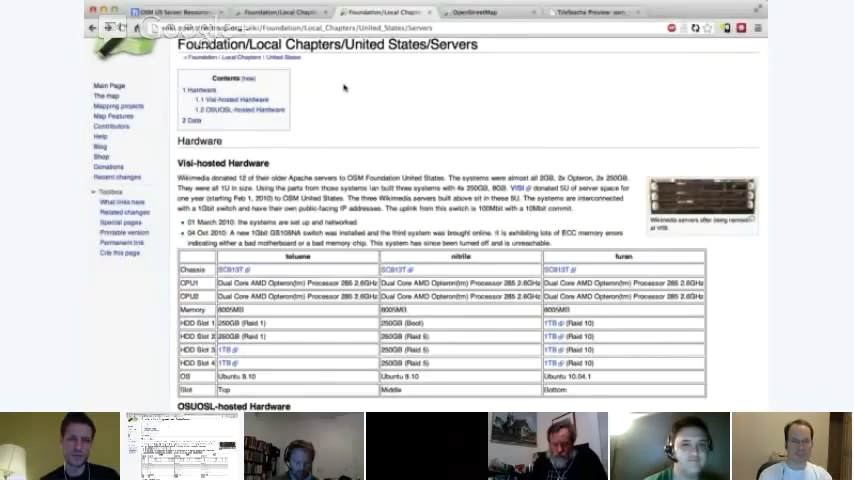 OSM US Server Resource
Foundation/Local Chapt
Foundation/Local Chapt
OpenStreetMap
TileStache Preview: osm
/Foundation/Local_Chapters/United_States/Servers
Google
Foundation/Local Chapters/United States/Servers
Foundation | Local Chapters | United States
Contents [hide]
1 Hardware
1.1 Visi-hosted Hardware
1.2 OSUOSL-hosted Hardware
2 Data
Main Page
The map
Mapping projects
Map Features
Contributors
Help
Blog
Shop
Donations
Recent changes
Toolbox
What links here
Related changes
Special pages
Printable version
Permanent link
Cite this page
Hardware
Visi-hosted Hardware
Wikimedia donated 12 of their older Apache servers to OSM Foundation United States. The systems were almost all 2GB, 2x Opteron, 2x 250GB.
They were all 1U in size. Using the parts from those systems Ian built three systems with 4x 250GB, 8GB. VISI donated 5U of server space for
one year (starting Feb 1, 2010) to OSM United States. The three Wikimedia servers built above sit in these 5U. The systems are interconnected
with a 1Gbit switch and have their own public-facing IP addresses. The uplink from this switch is 100Mbit with a 10Mbit commit.
01 March 2010: the systems are set up and networked.
04 Oct 2010: A new 1Gbit switch was installed and the third system was brought online. It is exhibiting lots of ECC memory errors
indicating either a bad motherboard or a bad memory chip. This system has since been turned off and is unreachable.
Wikimedia servers after being
at VISI.
toluene nitrile furan
Chassis SC813T SC813T SC813T
CPU1 Dual Core AMD Opteron(tm) Processor 285 2.6GHz Dual Core AMD Opteron(tm) Processor 285 2.6GHz Dual Core AMD Opteron(tm) Processor 285 2.6GHz
CPU2 Dual Core AMD Opteron(tm) Processor 285 2.6GHz Dual Core AMD Opteron(tm) Processor 285 2.6GHz Dual Core AMD Opteron(tm) Processor 285 2.6GHz
Memory 8005MB 8005MB 8005MB
HDD Slot 1 250GB (Raid 1) 250GB (Boot) 1TB (Raid 10)
HDD Slot 2 250GB (Raid 1) 250GB (Raid 5) 1TB (Raid 10)
HDD Slot 3 1TB 250GB (Raid 5) 1TB (Raid 10)
HDD Slot 4 1TB 250GB (Raid 5) 1TB (Raid 10)
OS Ubuntu 9.10 Ubuntu 9.10 Ubuntu 10.04.1
Slot Top Middle Bottom
OSUOSL-hosted Hardware